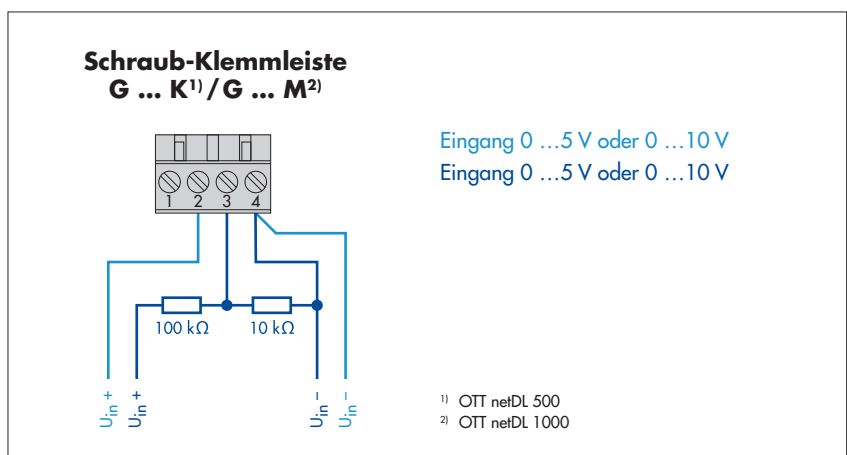 Schraub-Klemmleiste
G ... K1) / G ... M2)
Eingang 0 …5 V oder 0 …10 V
Eingang 0 …5 V oder 0 …10 V
1 2 3 4
100 kΩ 10 kΩ
Uin + Uin + Uin – Uin –
1) OTT netDL 500
2) OTT netDL 1000